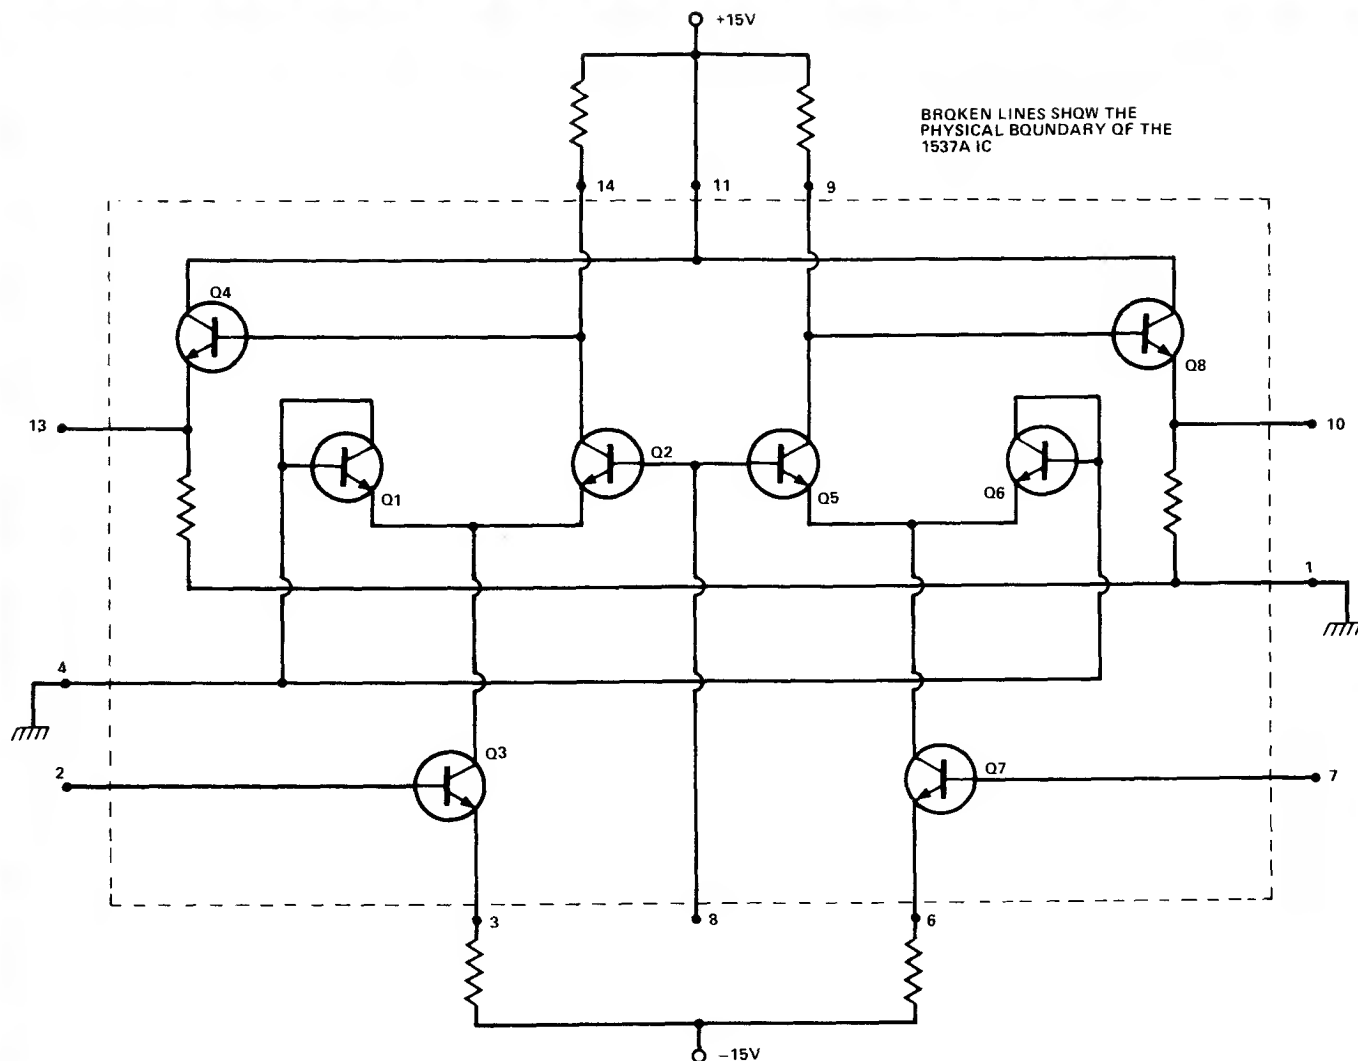 +15V
BROKEN LINES SHOW THE
PHYSICAL BOUNDARY OF THE
1537A IC
14
11
9
Q4
Q8
13
10
Q2
Q1
Q5
Q6
1
4
Q3
Q7
2
7
3
8
6
−15V